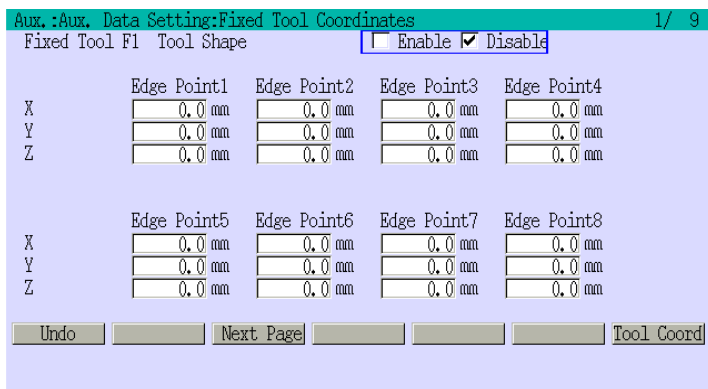 Aux.:Aux. Data Setting:Fixed Tool Coordinates 1/ 9
Fixed Tool F1 Tool Shape Enable Disable
Edge Point1 Edge Point2 Edge Point3 Edge Point4
X 0.0 mm 0.0 mm 0.0 mm 0.0 mm
Y 0.0 mm 0.0 mm 0.0 mm 0.0 mm
Z 0.0 mm 0.0 mm 0.0 mm 0.0 mm
Edge Point5 Edge Point6 Edge Point7 Edge Point8
X 0.0 mm 0.0 mm 0.0 mm 0.0 mm
Y 0.0 mm 0.0 mm 0.0 mm 0.0 mm
Z 0.0 mm 0.0 mm 0.0 mm 0.0 mm
Undo Next Page Tool Coord